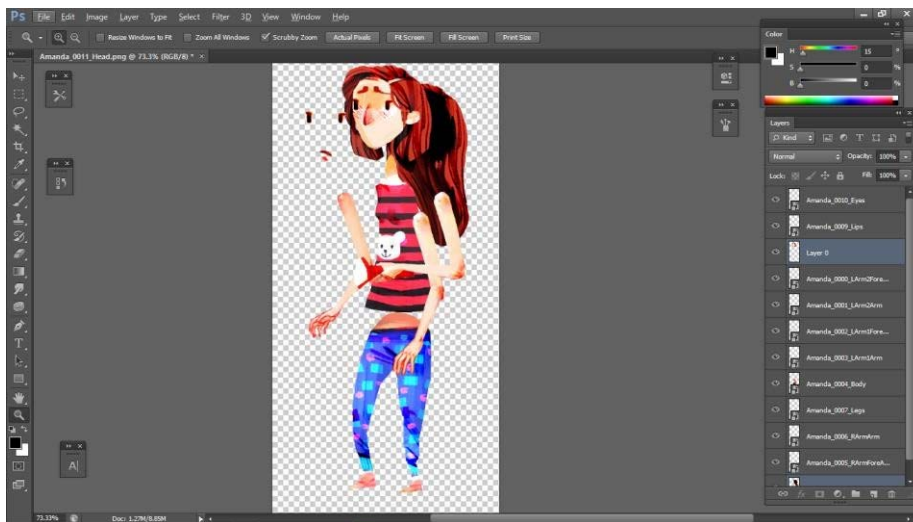 Ps File Edit Image Layer Type Select Filter 3D View Window Help
Resize Windows to Fit Zoom All Windows Scrubby Zoom Actual Pixels Fit Screen Fill Screen Print Size
Amanda_0011_Head.png @ 73.3% (RGB/8) * ×
Color
H 15 °
S 0 %
B 0 %
Layers
Kind
Normal Opacity: 100%
Lock: Fill: 100%
Amanda_0010_Eyes
Amanda_0009_Lips
Layer 0
Amanda_0000_LArm2Fore...
Amanda_0001_LArm2Arm
Amanda_0002_LArm1Fore...
Amanda_0003_LArm1Arm
Amanda_0004_Body
Amanda_0007_Legs
Amanda_0006_RArmArm
Amanda_0005_RArmForeA...
A|
fx
73.33% Doc: 1.27M/8.85M